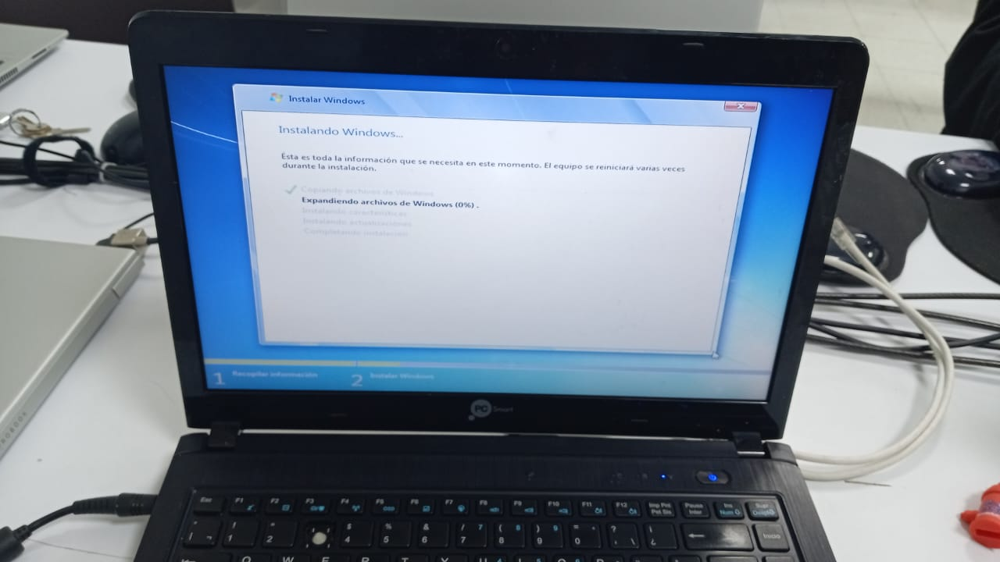 Instalar Windows
Instalando Windows...
Ésta es toda la información que se necesita en este momento. El equipo se reiniciará varias veces
durante la instalación.
Copiando archivos de Windows
Expandiendo archivos de Windows (0%) .
Instalando características
Instalando actualizaciones
Completando instalación
1 Recopilar información
2 Instalar Windows
PC Smart
Esc F1 F2 F3 F4 F5 F6 F7 F8 F9 F10 F11 F12 Imp Pnt Pet Sis Pausa Inter Ins Num Supr
! 1 " 2 $ 4 % 5 & 6 / 7 ( 8 ) 9 = 0 ? ¿ Inicio
Q W E R T Y U